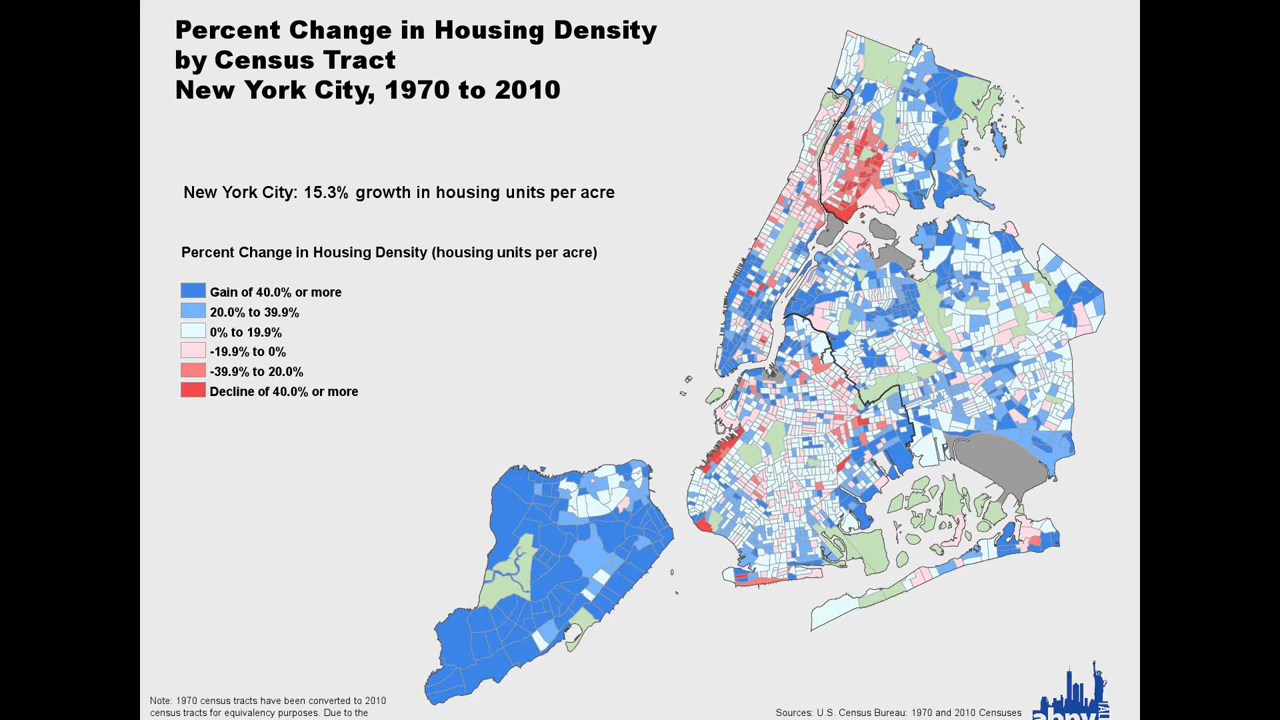 Percent Change in Housing Density
by Census Tract
New York City, 1970 to 2010
New York City: 15.3% growth in housing units per acre
Percent Change in Housing Density (housing units per acre)
Gain of 40.0% or more
20.0% to 39.9%
0% to 19.9%
-19.9% to 0%
-39.9% to 20.0%
Decline of 40.0% or more
Note: 1970 census tracts have been converted to 2010
census tracts for equivalency purposes. Due to the
Sources: U.S. Census Bureau: 1970 and 2010 Censuses
abny